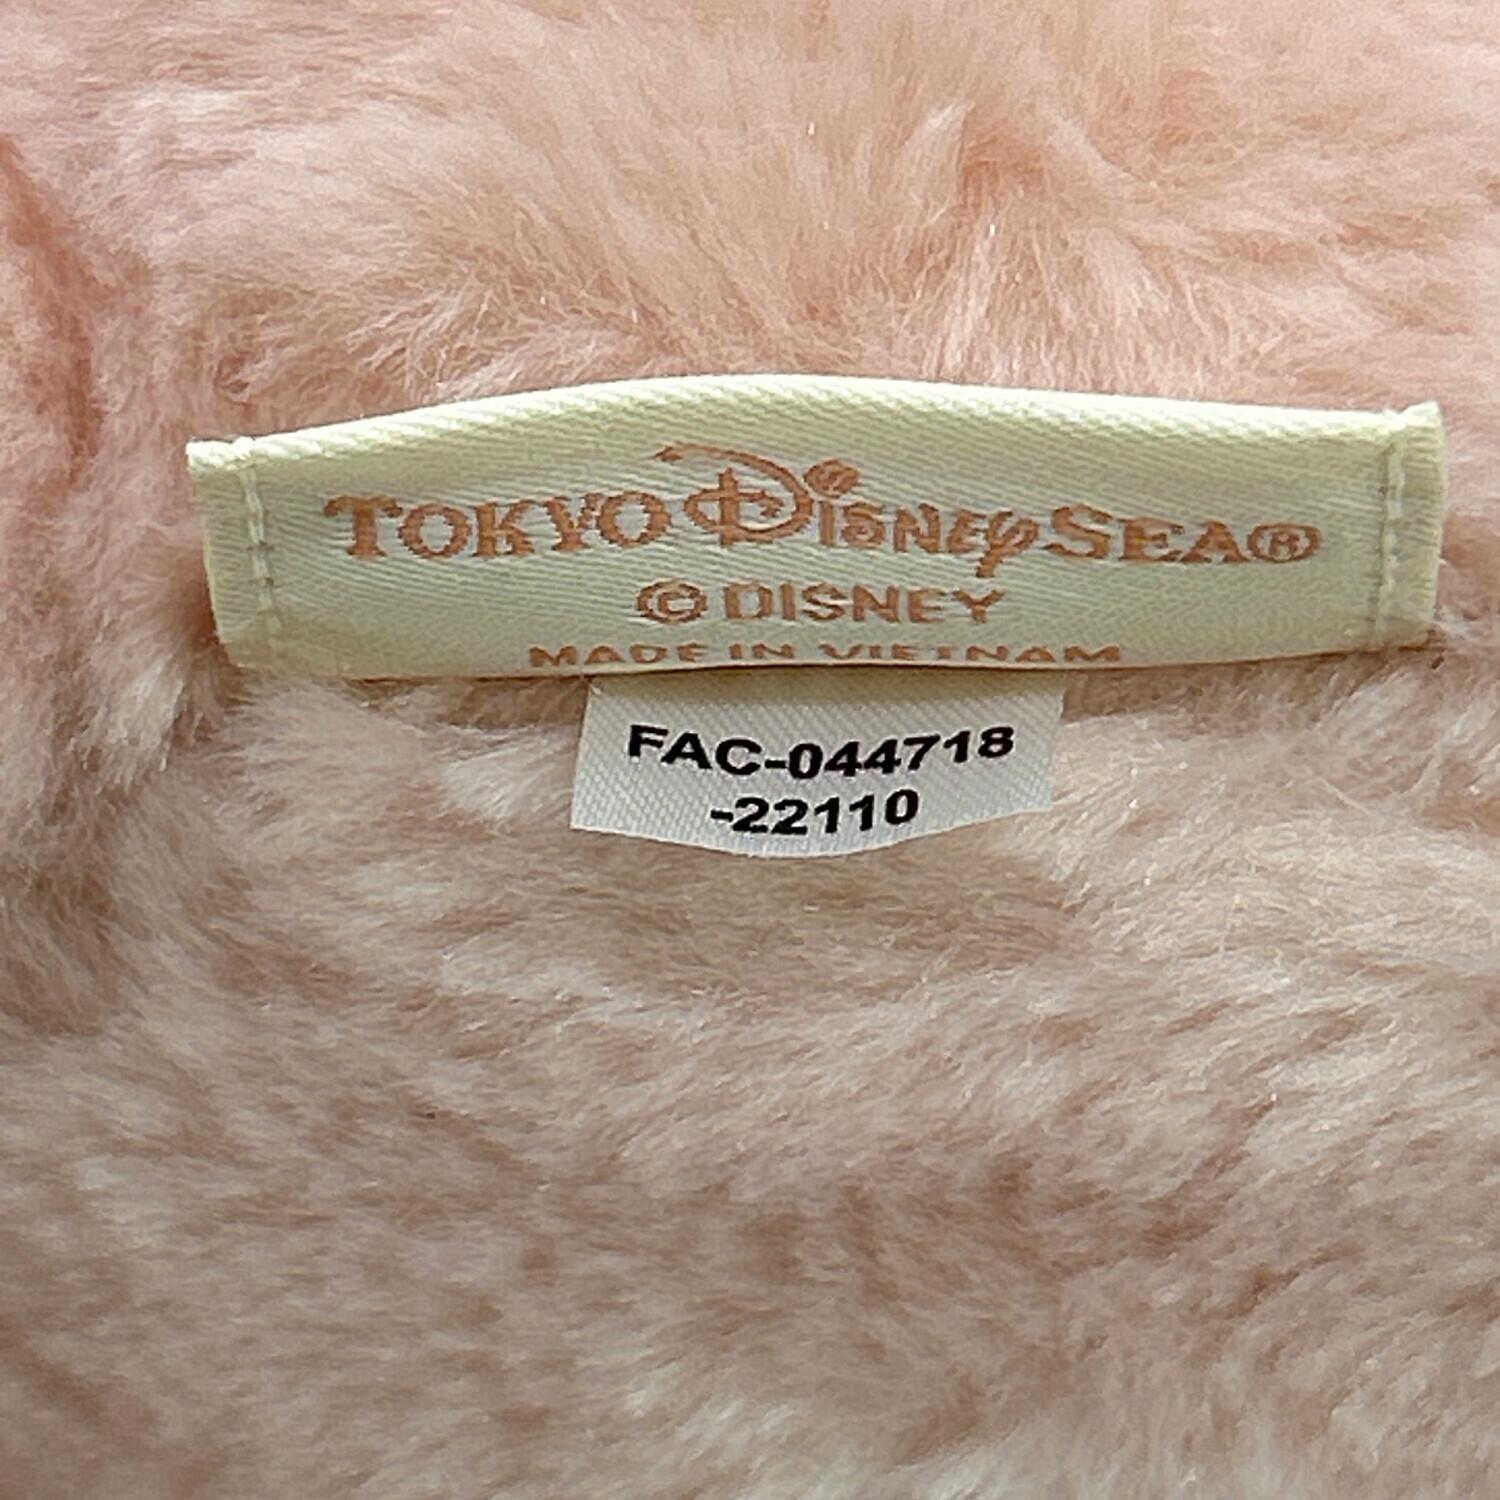 TOKYO DISNEYSEA®
© DISNEY
MADE IN VIETNAM
FAC-044718
-22110